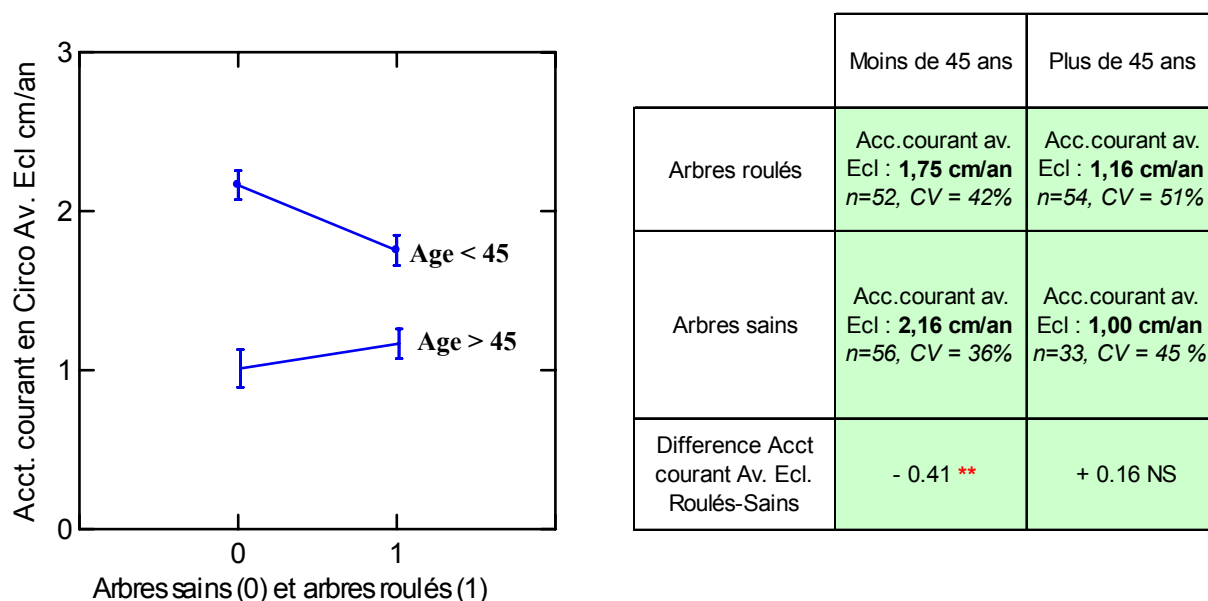 Acct. courant en Circo Av. Ecl cm/an
3
2
1
0
Age < 45
Age > 45
0 1
Arbres sains (0) et arbres roulés (1)
Moins de 45 ans Plus de 45 ans
Arbres roulés
Acc.courant av.
Ecl : 1,75 cm/an
n=52, CV = 42%
Acc.courant av.
Ecl : 1,16 cm/an
n=54, CV = 51%
Arbres sains
Acc.courant av.
Ecl : 2,16 cm/an
n=56, CV = 36%
Acc.courant av.
Ecl : 1,00 cm/an
n=33, CV = 45 %
Difference Acct
courant Av. Ecl.
Roulés-Sains
- 0.41 **
+ 0.16 NS